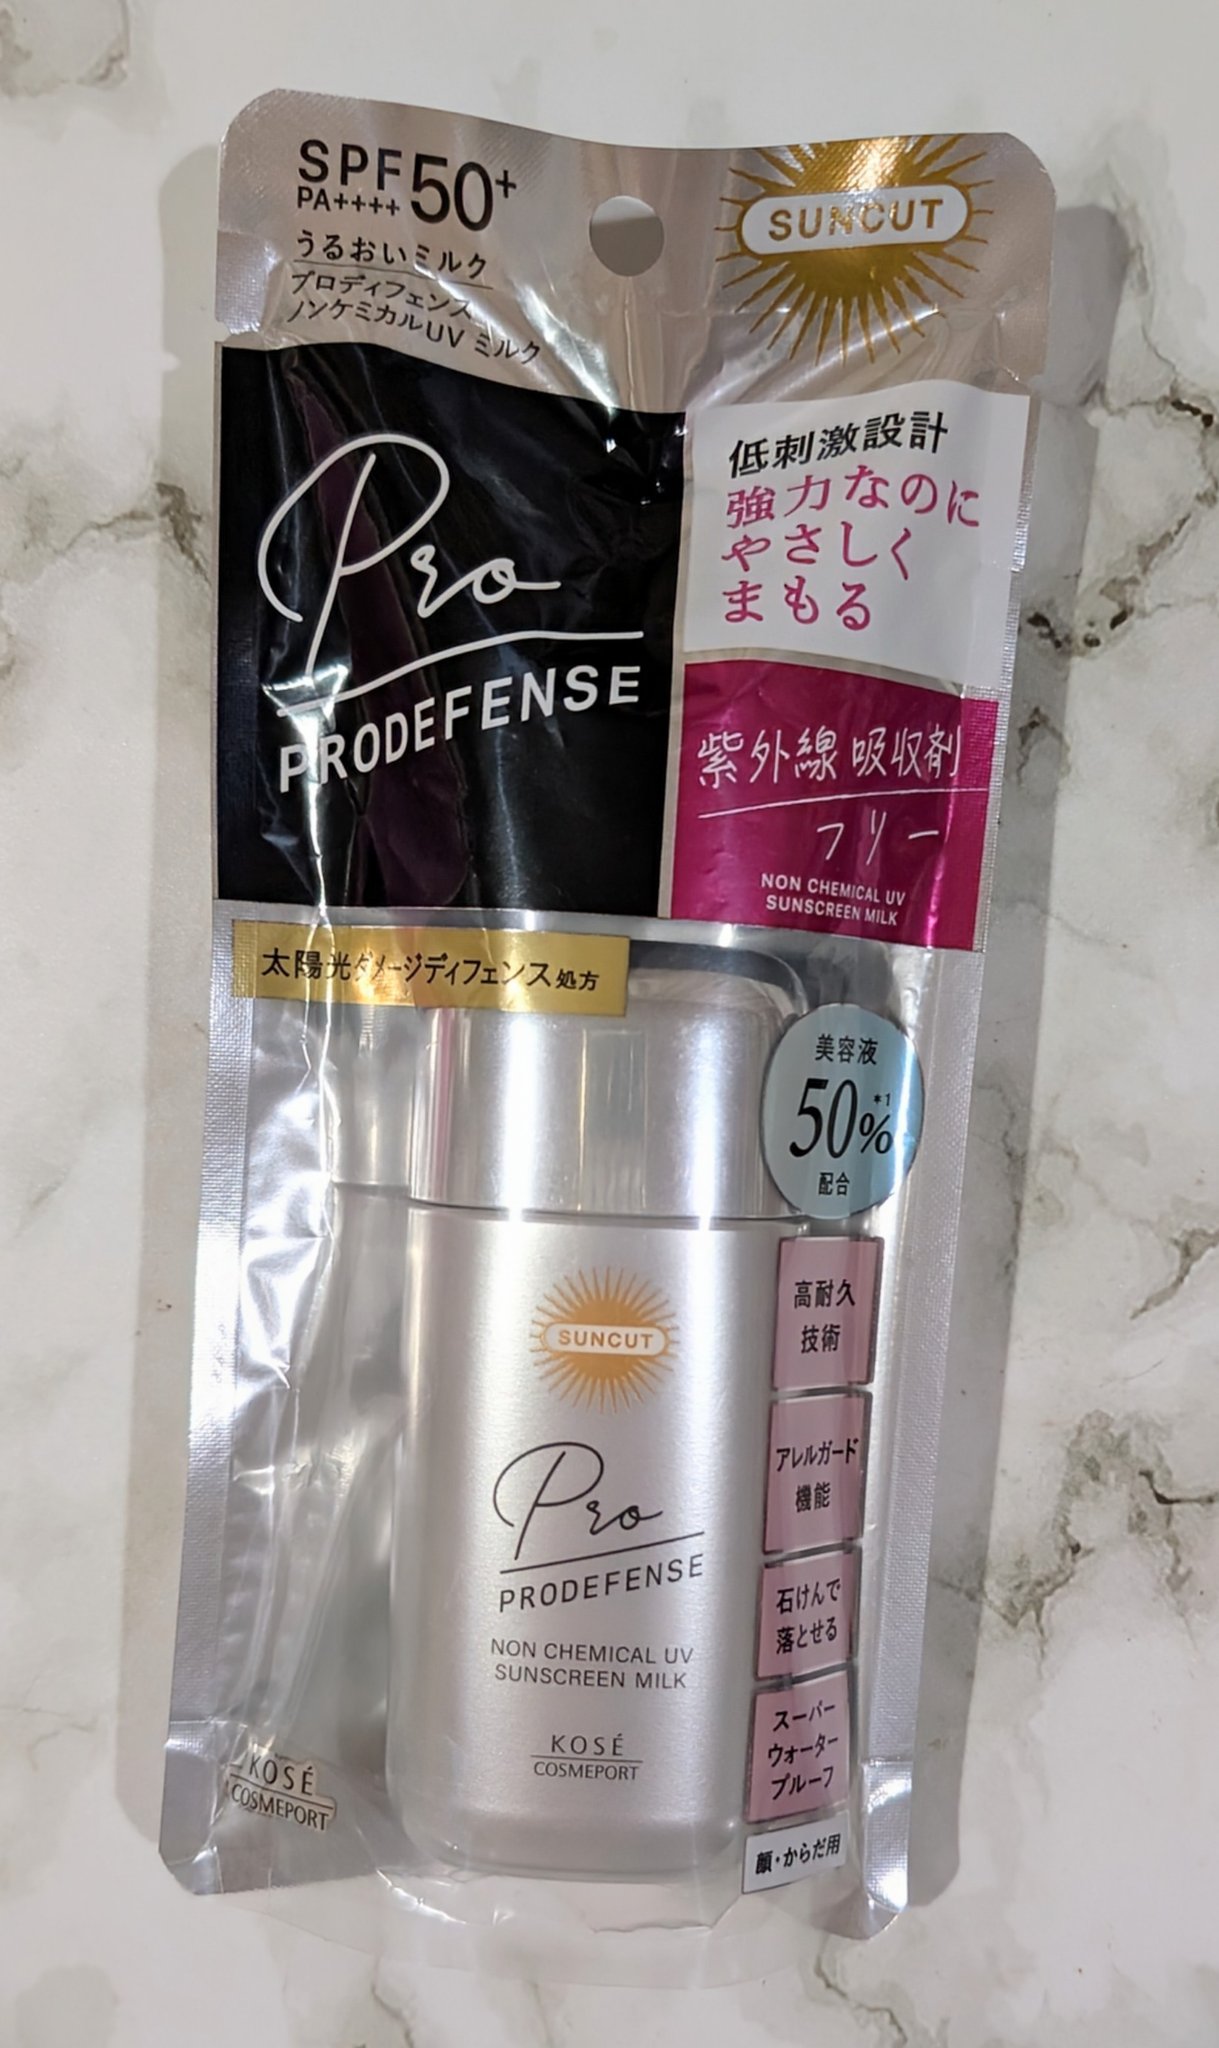 SPF50+
PA++++
うるおいミルク
プロディフェンス
ノンケミカルUV ミルク
SUNCUT
Pro
PRODEFENSE
低刺激設計
強力なのに
やさしく
まもる
紫外線 吸収剤
フリー
NON CHEMICAL UV
SUNSCREEN MILK
太陽光ダメージディフェンス処方
美容液
50%*1
配合
高耐久
技術
アレルガード
機能
石けんで
落とせる
スーパー
ウォーター
プルーフ
顔・からだ用
SUNCUT
Pro
PRODEFENSE
NON CHEMICAL UV
SUNSCREEN MILK
KOSÉ
COSMEPORT
KOSÉ
COSMEPORT